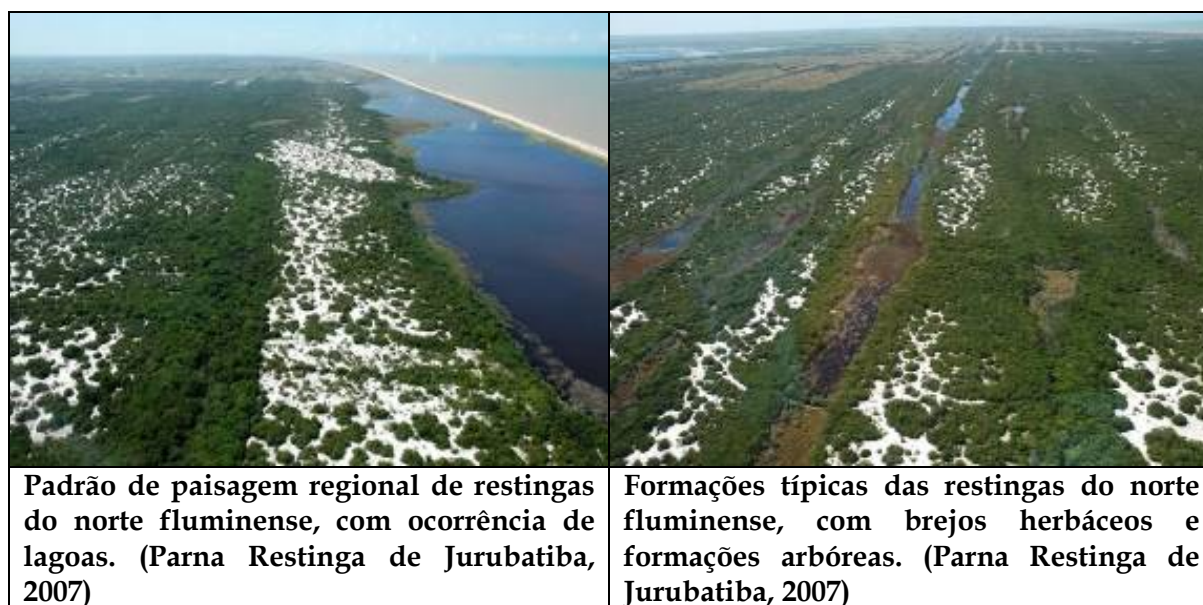 Padrão de paisagem regional de restingas
do norte fluminense, com ocorrência de
lagoas. (Parna Restinga de Jurubatiba,
2007)
Formações típicas das restingas do norte
fluminense, com brejos herbáceos e
formações arbóreas. (Parna Restinga de
Jurubatiba, 2007)